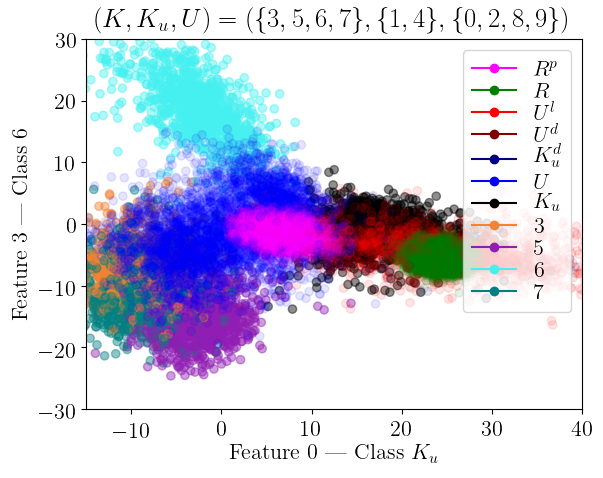 (K, K_u, U) = ({3, 5, 6, 7}, {1, 4}, {0, 2, 8, 9})
30
20
10
0
−10
−20
−30
Feature 3 — Class 6
−10
0
10
20
30
40
Feature 0 — Class K_u
R^p
R
U^l
U^d
K_u^d
U
K_u
3
5
6
7